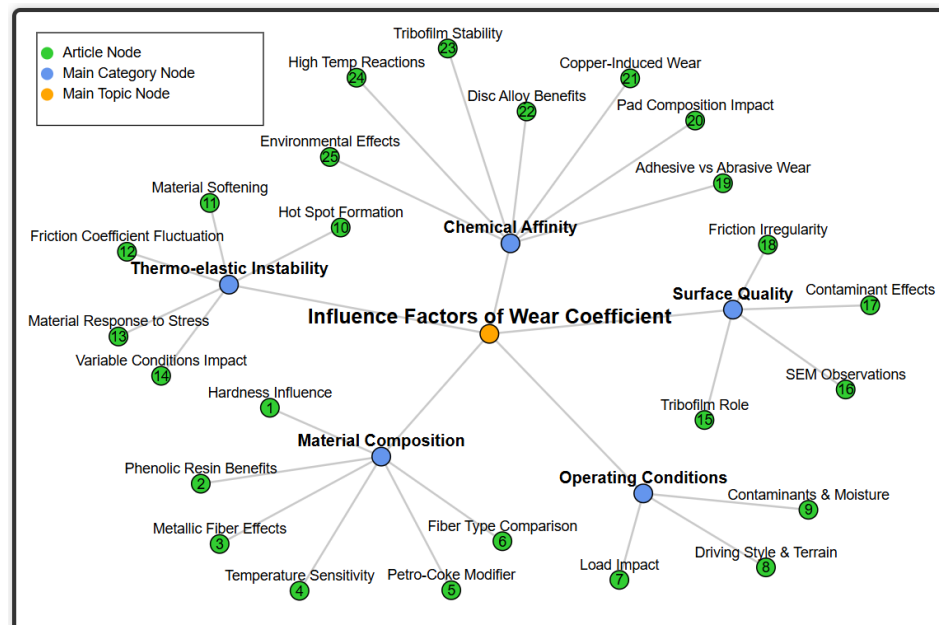 Article Node
Main Category Node
Main Topic Node
Tribofilm Stability
23
High Temp Reactions
24
Copper-Induced Wear
21
Disc Alloy Benefits
22
Pad Composition Impact
20
Environmental Effects
25
Adhesive vs Abrasive Wear
19
Material Softening
11
Hot Spot Formation
10
Chemical Affinity
Friction Irregularity
18
Friction Coefficient Fluctuation
12
Thermo-elastic Instability
Surface Quality
Contaminant Effects
17
Influence Factors of Wear Coefficient
Material Response to Stress
13
Variable Conditions Impact
14
SEM Observations
16
Hardness Influence
1
Tribofilm Role
15
Material Composition
Phenolic Resin Benefits
2
Operating Conditions
Contaminants & Moisture
9
Metallic Fiber Effects
3
Fiber Type Comparison
6
Driving Style & Terrain
8
Load Impact
7
Temperature Sensitivity
4
Petro-Coke Modifier
5